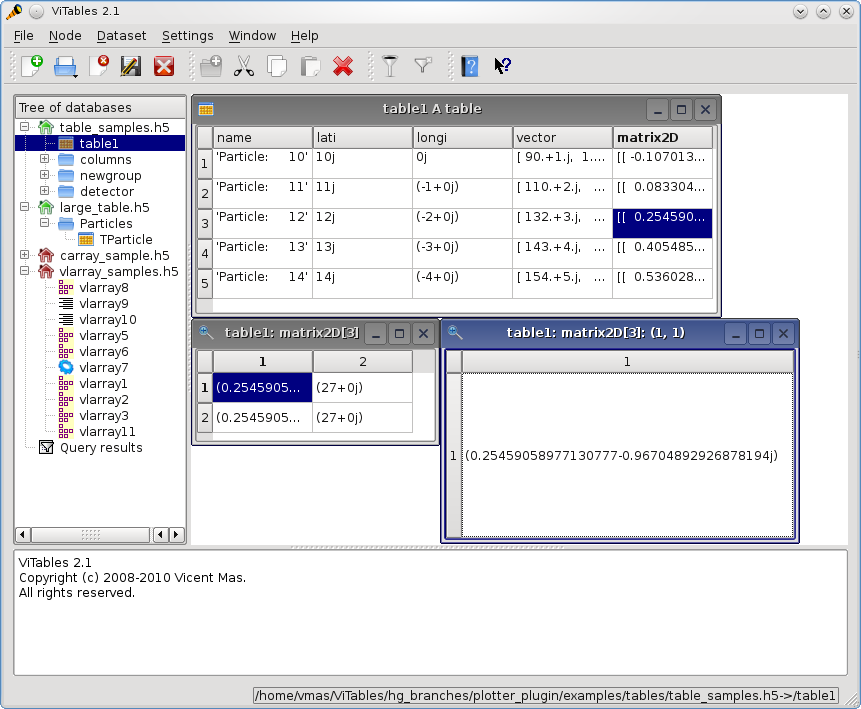 ViTables 2.1
File Node Dataset Settings Window Help
Tree of databases
table_samples.h5
table1
columns
newgroup
detector
large_table.h5
Particles
TParticle
carray_samples.h5
vlarray_samples.h5
vlarray8
vlarray9
vlarray10
vlarray5
vlarray6
vlarray7
vlarray1
vlarray2
vlarray3
vlarray11
Query results
table1 A table
name lati longi vector matrix2D
1 'Particle: 10' 10j 0j [ 90.+1.j, 1.... [[ -0.107013...
2 'Particle: 11' 11j (-1+0j) [ 110.+2.j, ... [[ 0.083304...
3 'Particle: 12' 12j (-2+0j) [ 132.+3.j, ... [[ 0.254590...
4 'Particle: 13' 13j (-3+0j) [ 143.+4.j, ... [[ 0.405485...
5 'Particle: 14' 14j (-4+0j) [ 154.+5.j, ... [[ 0.536028...
table1: matrix2D[3]
1 2
1 (0.2545905... (27+0j)
2 (0.2545905... (27+0j)
table1: matrix2D[3]: (1, 1)
1
1 (0.25459058977130777-0.96704892926878194j)
ViTables 2.1
Copyright (c) 2008-2010 Vicent Mas.
All rights reserved.
/home/vmas/ViTables/hg_branches/plotter_plugin/examples/tables/table_samples.h5->/table1